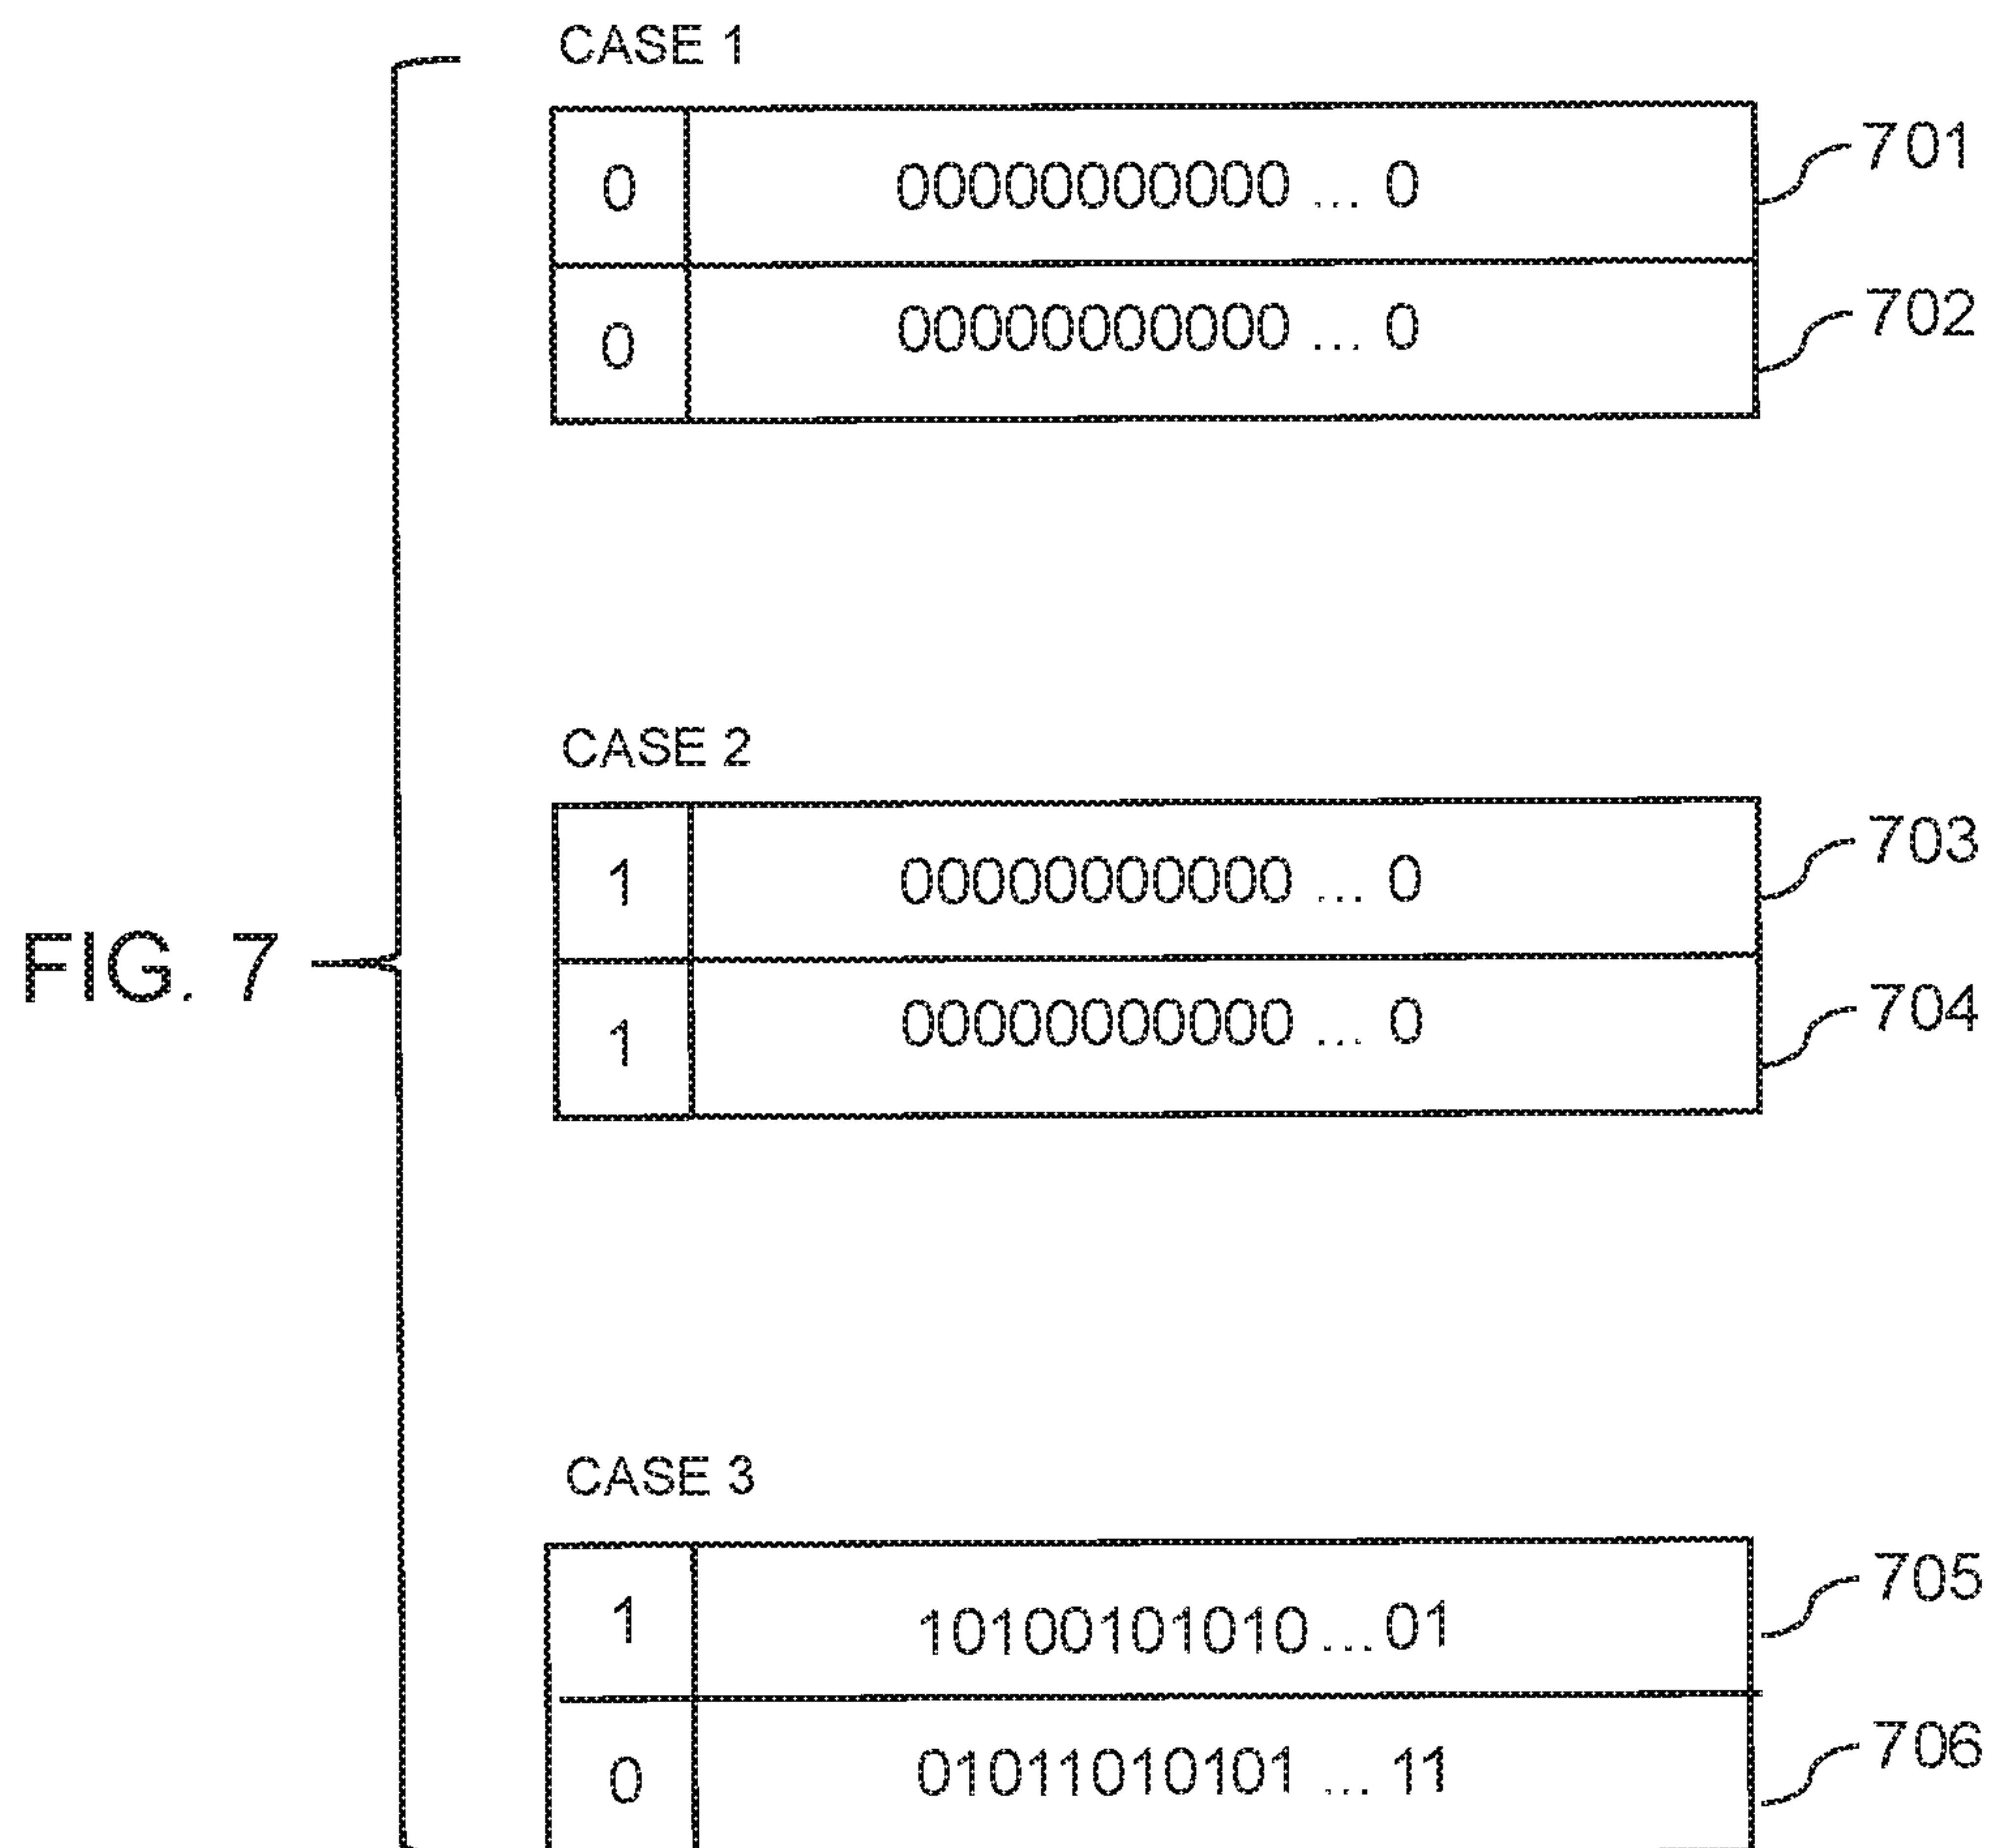 CASE 1
0 00000000000 ... 0 701
0 00000000000 ... 0 702
CASE 2
1 00000000000 ... 0 703
FIG. 7
1 00000000000 ... 0 704
CASE 3
1 10100101010 ... 01 705
0 01011010101 ... 11 706